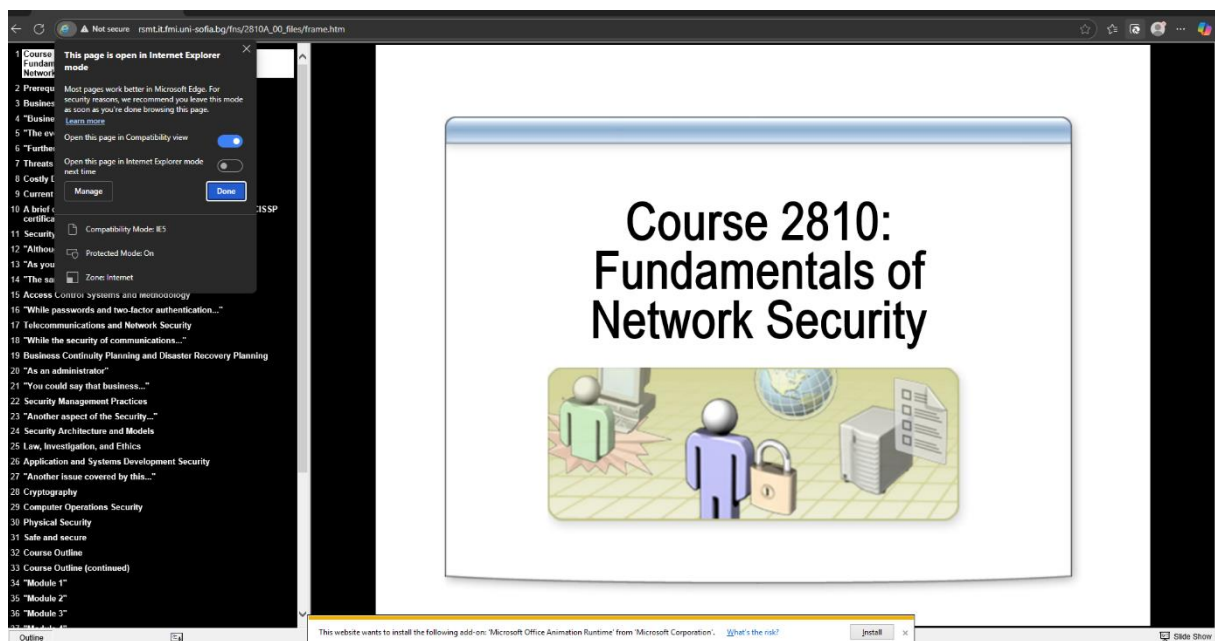 Not secure rsmt.it.fmi.uni-sofia.bg/fns/2810A_00_files/frame.htm
This page is open in Internet Explorer
mode
Most pages work better in Microsoft Edge. For
security reasons, we recommend you leave this mode
as soon as you're done browsing this page.
Learn more
Open this page in Compatibility view
Open this page in Internet Explorer mode
next time
Manage Done
Compatibility Mode: IE5
Protected Mode: On
Zone: Internet
1 Course
Fundam
Network
2 Prerequ
3 Busines
4 "Busine
5 "The ev
6 "Further
7 Threats
8 Costly
9 Current
10 A brief CISSP
certifica
11 Security
12 "Althou
13 "As you
14 "The sa
15 Access Control Systems and Methodology
16 "While passwords and two-factor authentication..."
17 Telecommunications and Network Security
18 "While the security of communications..."
19 Business Continuity Planning and Disaster Recovery Planning
20 "As an administrator"
21 "You could say that business..."
22 Security Management Practices
23 "Another aspect of the Security..."
24 Security Architecture and Models
25 Law, Investigation, and Ethics
26 Application and Systems Development Security
27 "Another issue covered by this..."
28 Cryptography
29 Computer Operations Security
30 Physical Security
31 Safe and secure
32 Course Outline
33 Course Outline (continued)
34 "Module 1"
35 "Module 2"
36 "Module 3"
Outline
Course 2810:
Fundamentals of
Network Security
This website wants to install the following add-on: 'Microsoft Office Animation Runtime' from 'Microsoft Corporation'. What's the risk? Install
Slide Show